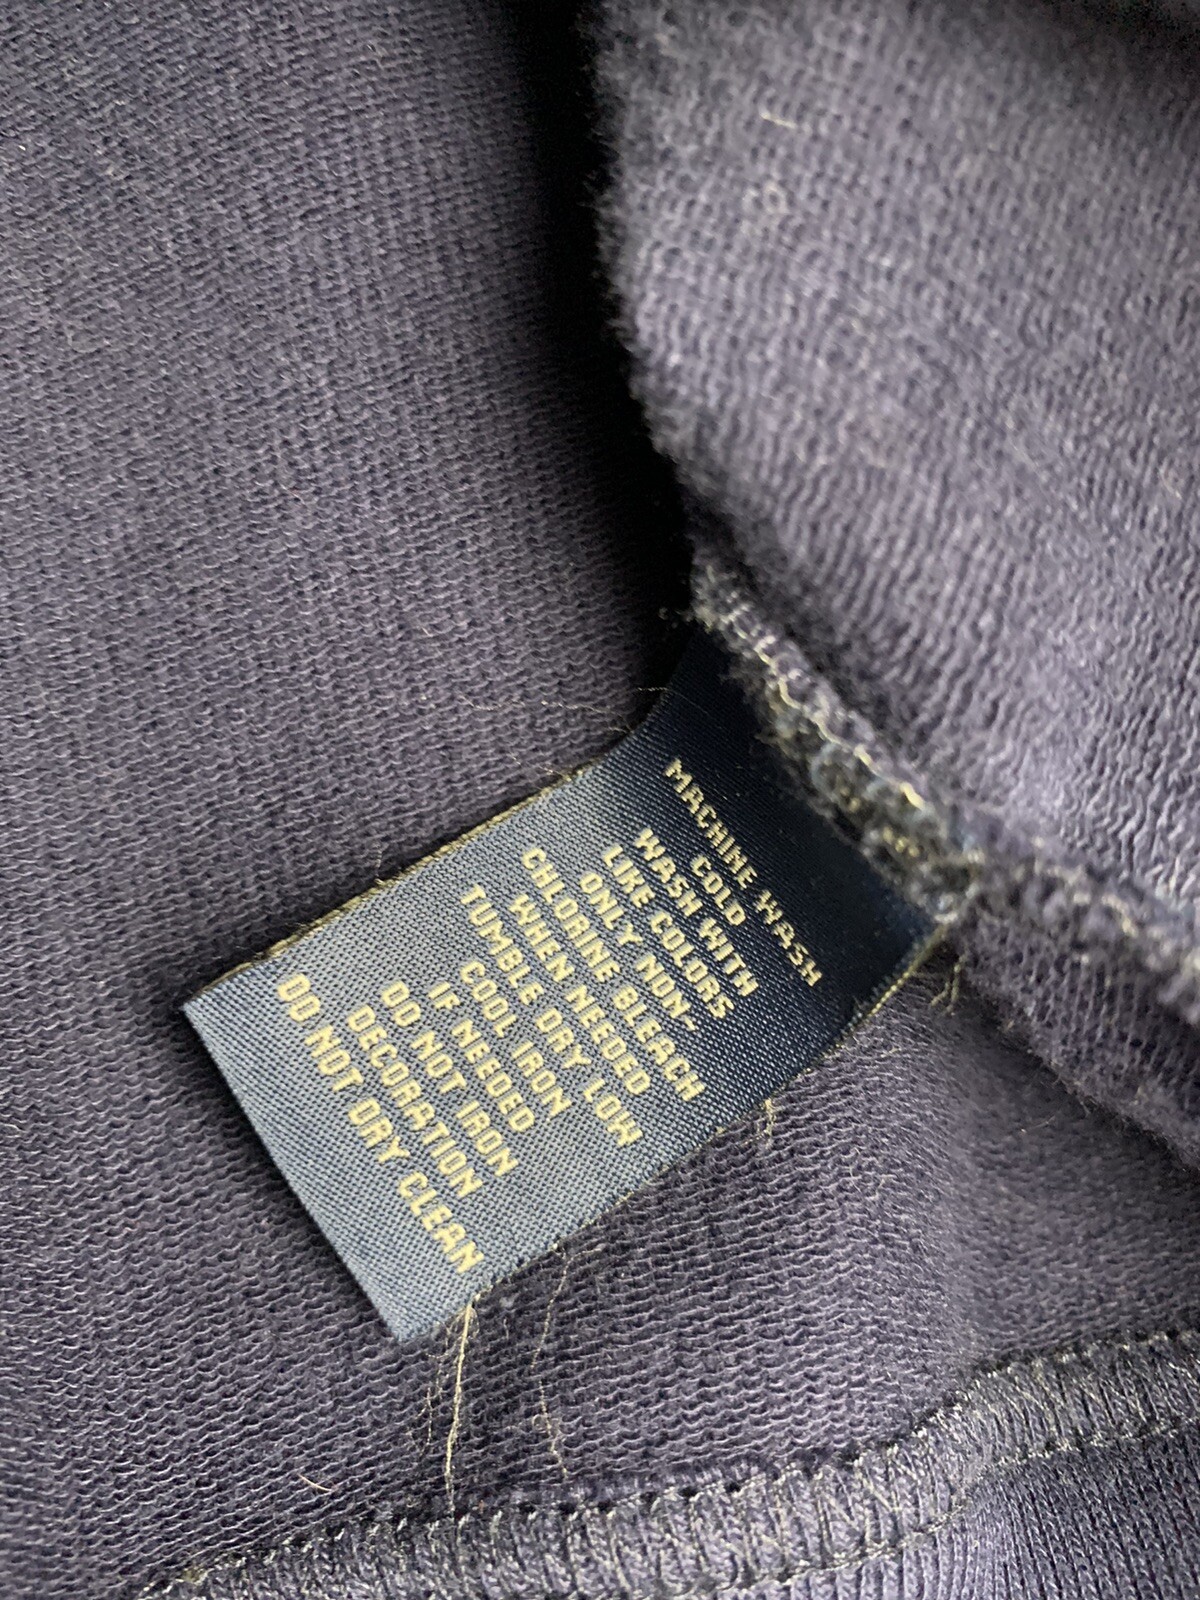 MACHINE WASH
COLD
WASH WITH
LIKE COLORS
ONLY NON-
CHLORINE BLEACH
WHEN NEEDED
TUMBLE DRY LOW
COOL IRON
IF NEEDED
DO NOT IRON
DECORATION
DO NOT DRY CLEAN